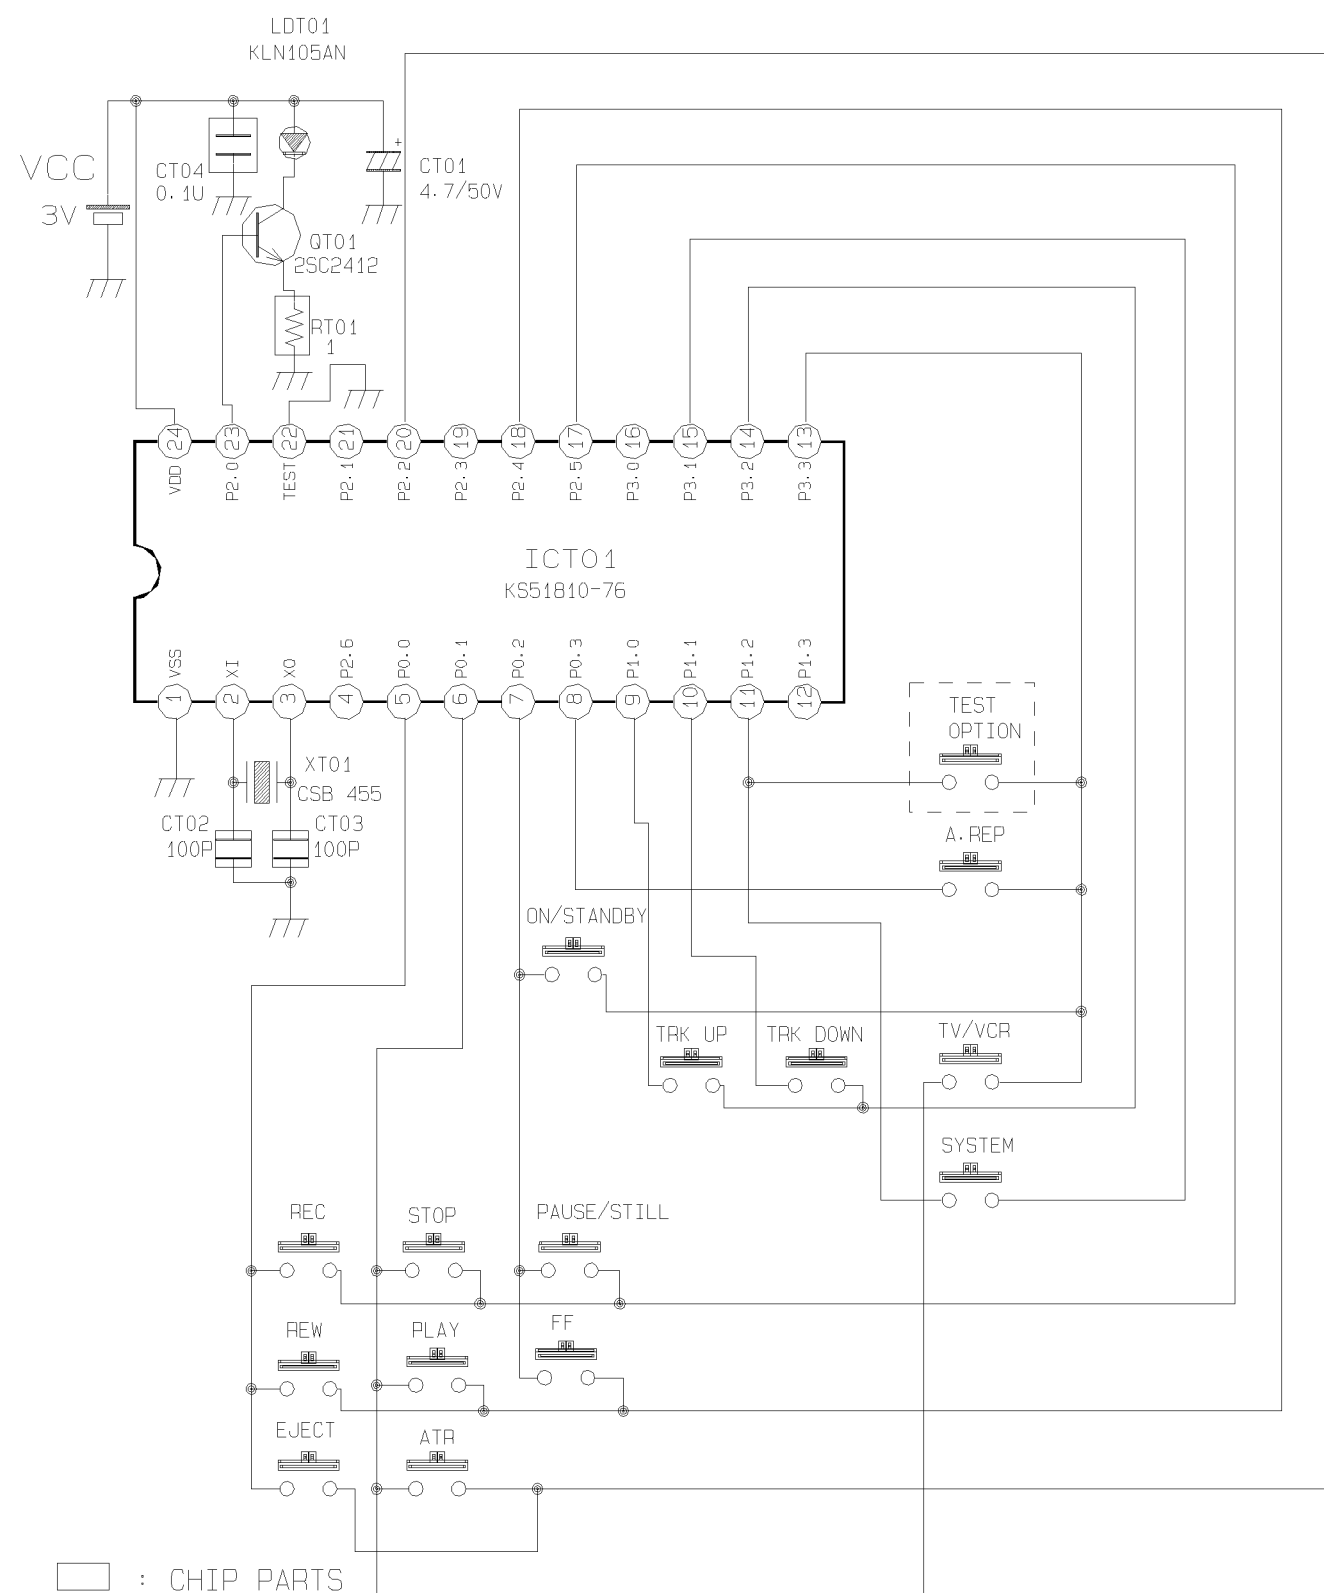 LDT01
KLN105AN
VCC
3V
CT04
0.1U
CT01
4.7/50V
QT01
2SC2412
RT01
1
24
23
22
21
20
19
18
17
16
15
14
13
VDD
P2.0
TEST
P2.1
P2.2
P2.3
P2.4
P2.5
P3.0
P3.1
P3.2
P3.3
ICT01
KS51810-76
VSS
XI
XO
P2.6
P0.0
P0.1
P0.2
P0.3
P1.0
P1.1
P1.2
P1.3
1
2
3
4
5
6
7
8
9
10
11
12
TEST
OPTION
XT01
CSB 455
CT02
100P
CT03
100P
A.REP
ON/STANDBY
TRK UP
TRK DOWN
TV/VCR
SYSTEM
REC
STOP
PAUSE/STILL
REW
PLAY
FF
EJECT
ATR
: CHIP PARTS